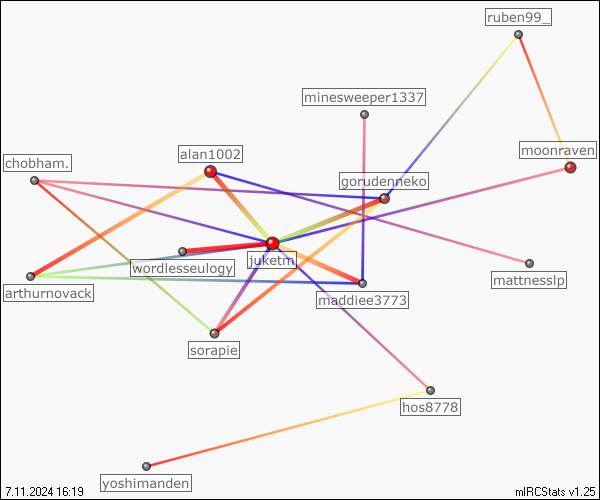 ruben99_
minesweeper1337
moonraven
alan1002
chobham.
gorudenneko
juketm
wordlesseulogy
mattnesslp
arthurnovack
maddiee3773
sorapie
hos8778
yoshimanden
7.11.2024 16:19
mIRCStats v1.25